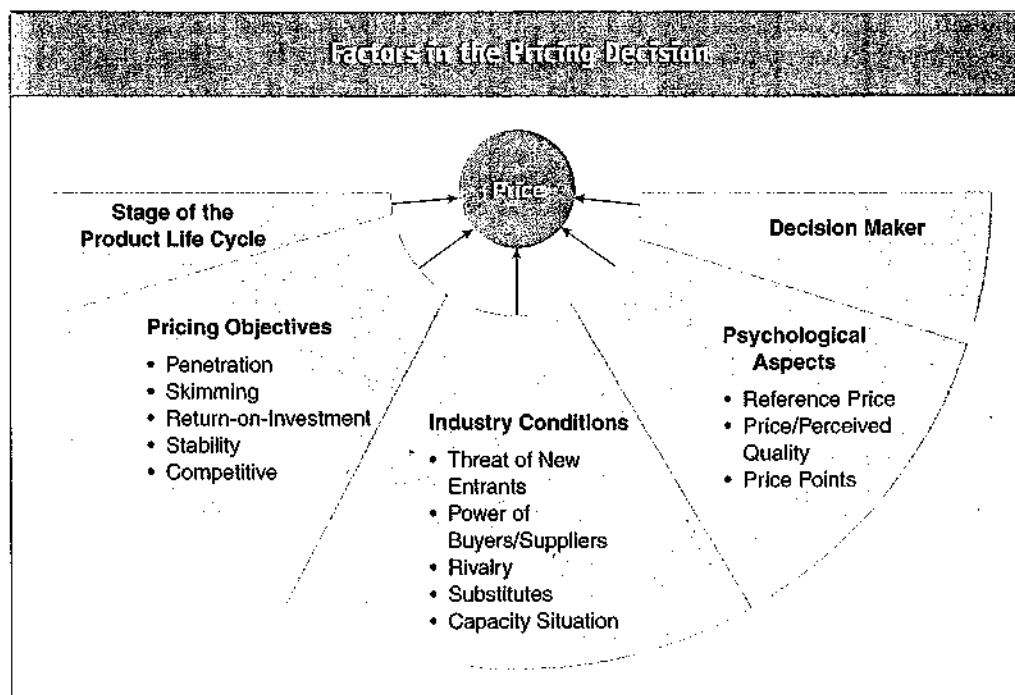 Factors in the Pricing Decision
Price
Stage of the
Product Life Cycle
Decision Maker
Pricing Objectives
• Penetration
• Skimming
• Return-on-Investment
• Stability
• Competitive
Industry Conditions
• Threat of New
Entrants
• Power of
Buyers/Suppliers
• Rivalry
• Substitutes
• Capacity Situation
Psychological
Aspects
• Reference Price
• Price/Perceived
Quality
• Price Points